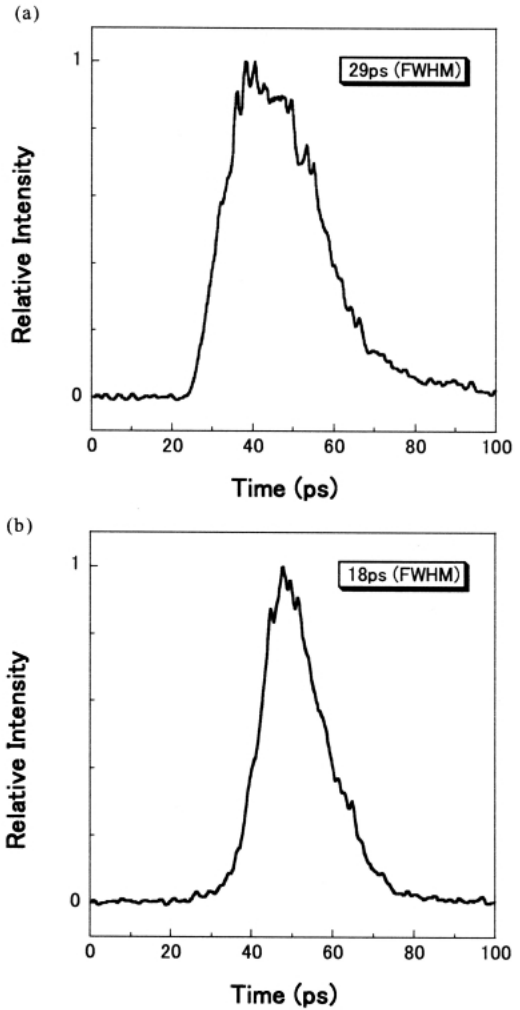 (a)
29ps (FWHM)
1
0
Relative Intensity
0 20 40 60 80 100
Time (ps)
(b)
18ps (FWHM)
1
0
Relative Intensity
0 20 40 60 80 100
Time (ps)